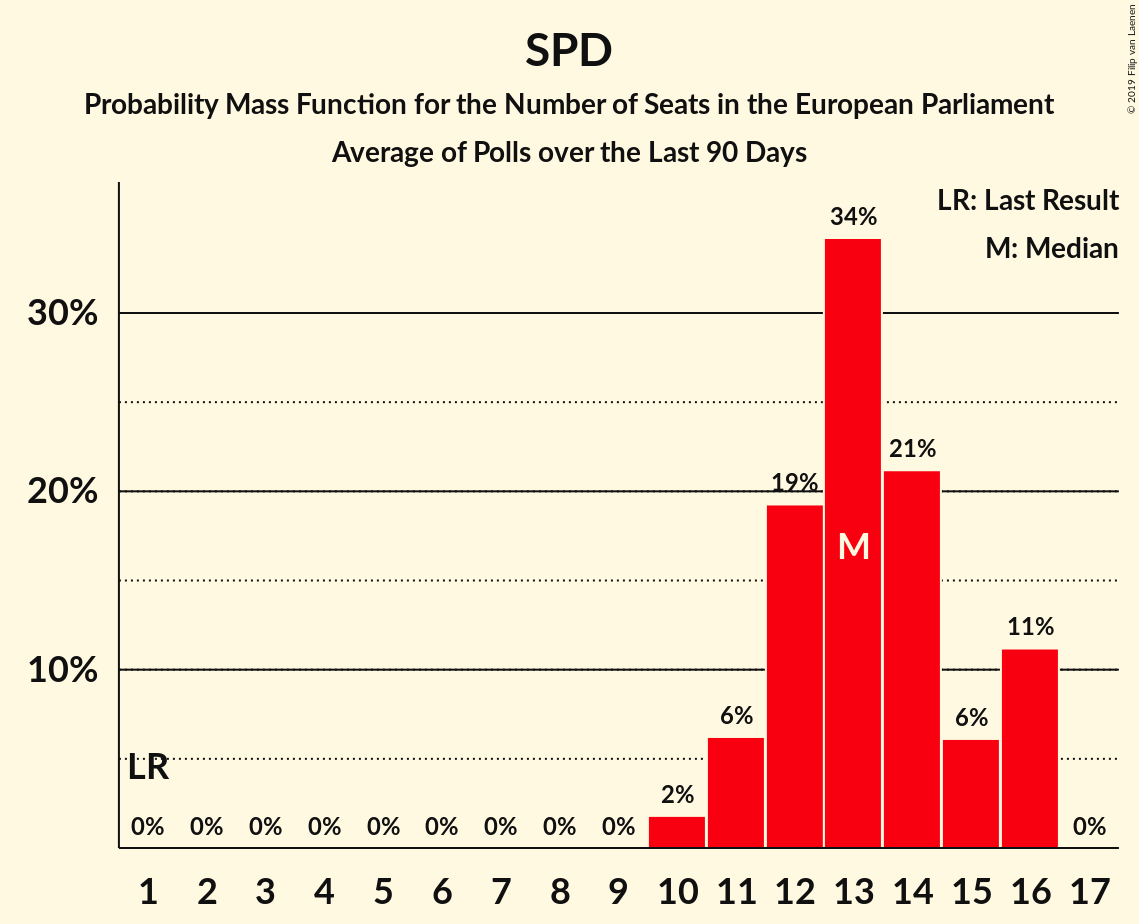 SPD
Probability Mass Function for the Number of Seats in the European Parliament
Average of Polls over the Last 90 Days
© 2019 Filip van Laenen
LR: Last Result
M: Median
34%
30%
21%
20%
19%
M
11%
10%
6%
6%
LR
2%
0% 0% 0% 0% 0% 0% 0% 0% 0% 0%
1 2 3 4 5 6 7 8 9 10 11 12 13 14 15 16 17